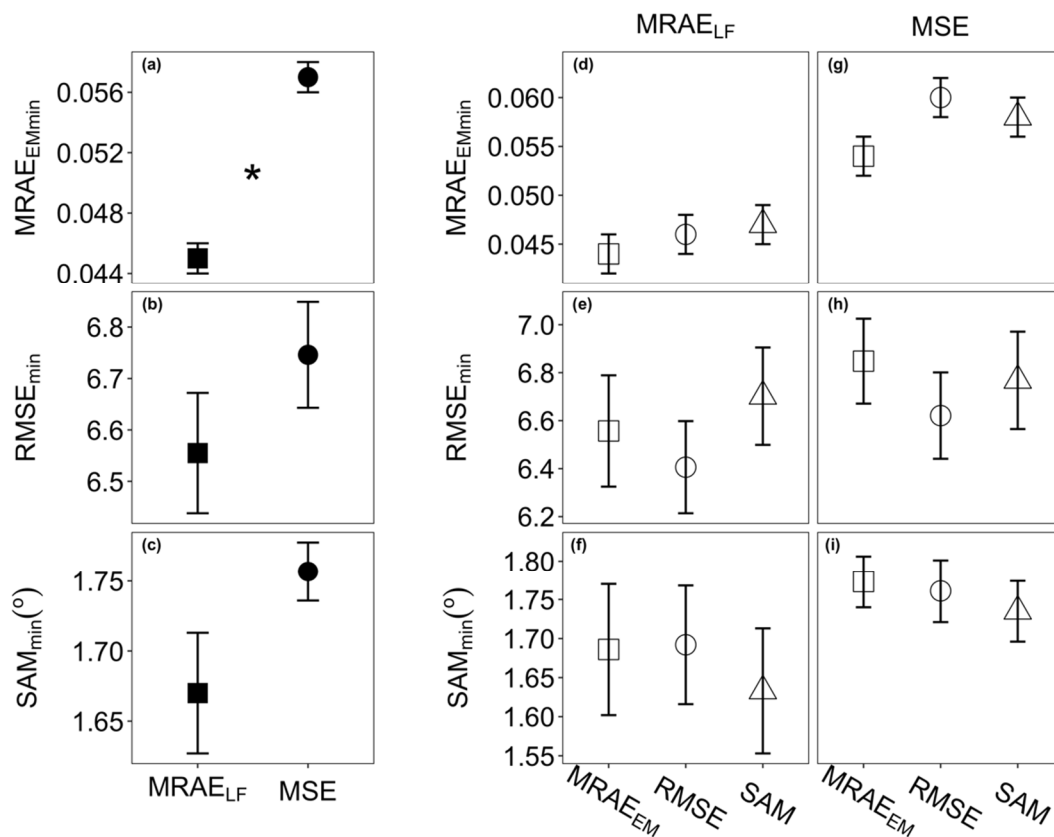 MRAE_LF MSE
(a) (d) (g)
MRAE_EMmin
0.056
0.052
0.048
0.044
*
MRAE_EMmin
0.060
0.055
0.050
0.045
(b) (e) (h)
RMSE_min
6.8
6.7
6.6
6.5
RMSE_min
7.0
6.8
6.6
6.4
6.2
(c) (f) (i)
SAM_min(°)
1.75
1.70
1.65
SAM_min(°)
1.80
1.75
1.70
1.65
1.60
1.55
MRAE_LF MSE
MRAE_EM RMSE SAM MRAE_EM RMSE SAM